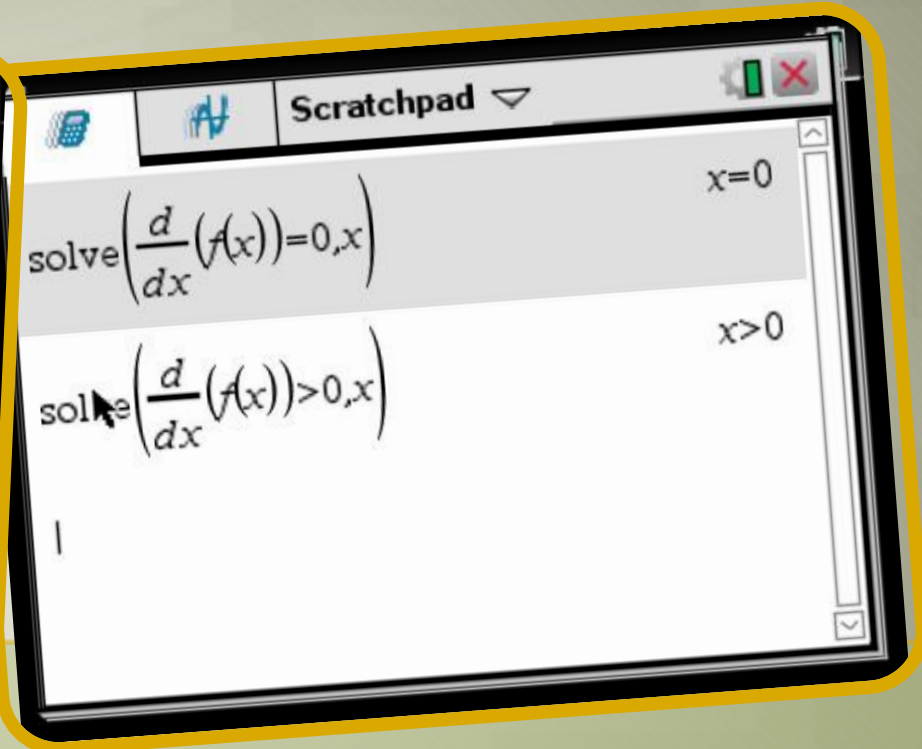 Scratchpad
solve(d/dx(f(x))=0,x) x=0
solve(d/dx(f(x))>0,x) x>0